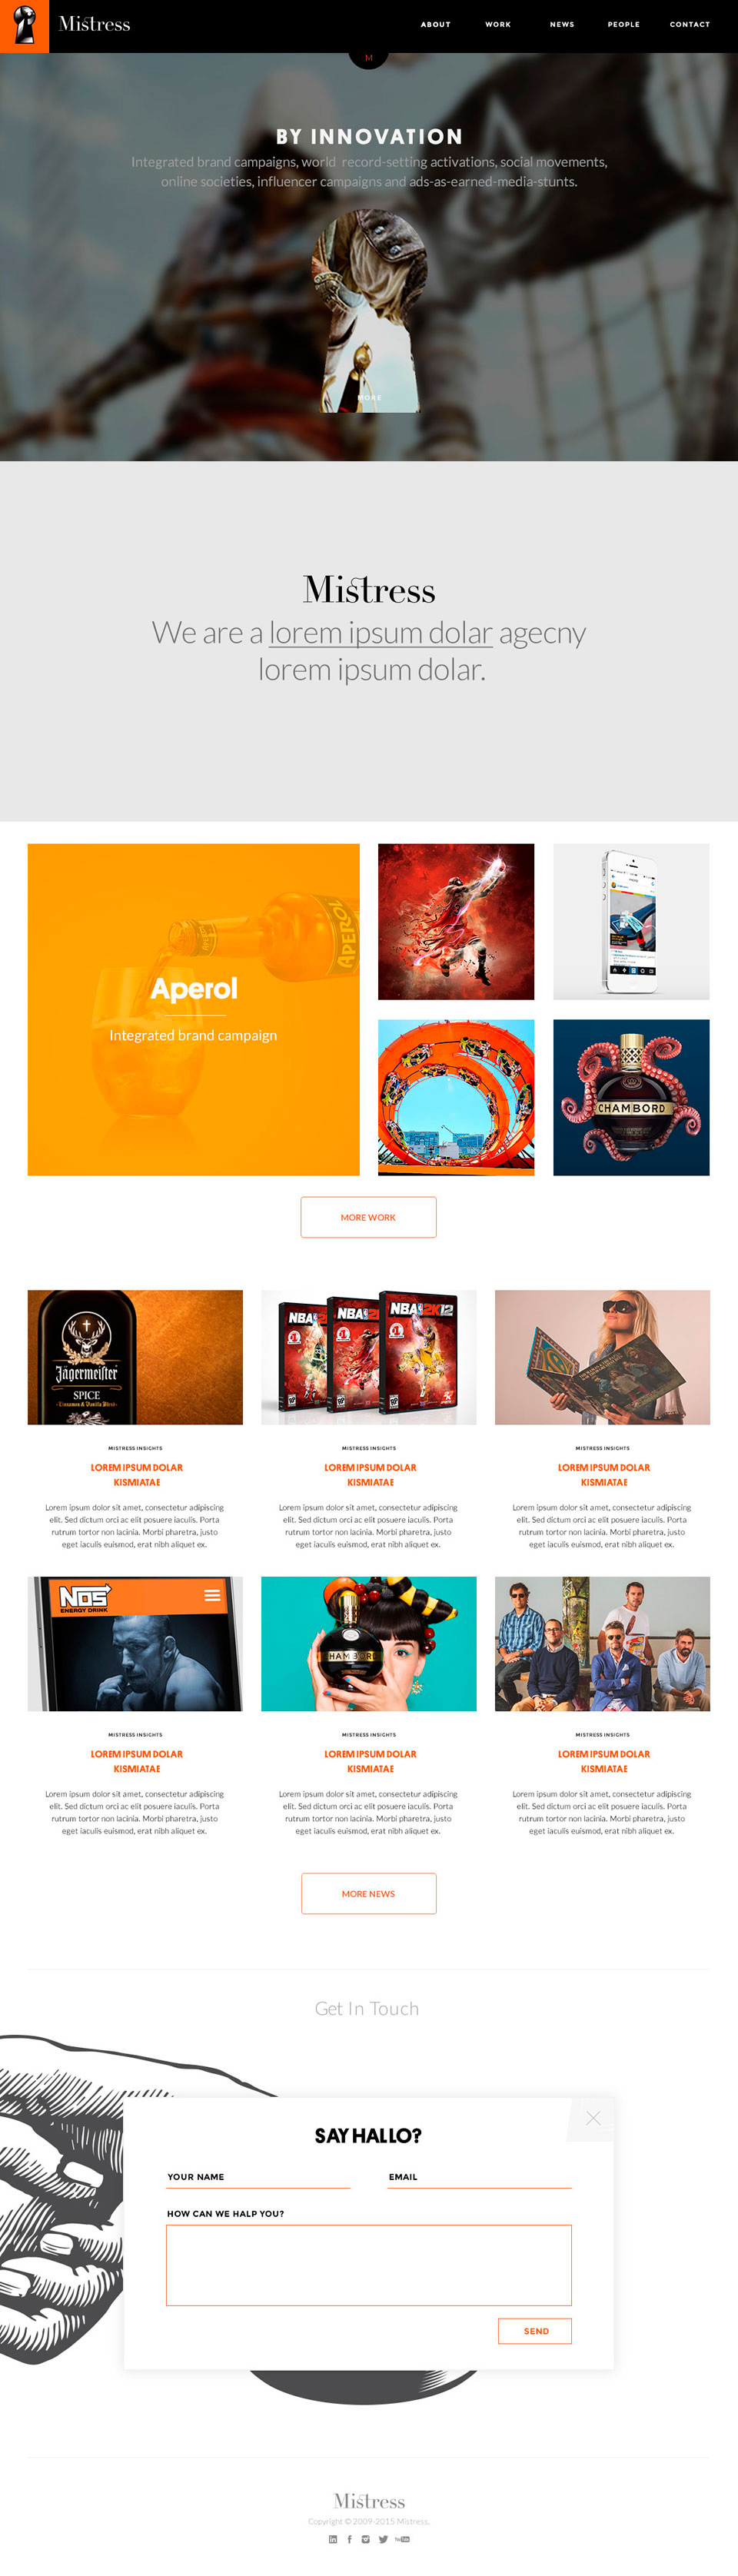 Mistress
ABOUT WORK NEWS PEOPLE CONTACT
M
BY INNOVATION
Integrated brand campaigns, world record-setting activations, social movements,
online societies, influencer campaigns and ads-as-earned-media-stunts.
MORE
Mistress
We are a lorem ipsum dolar agecny
lorem ipsum dolar.
APEROL
Aperol
Integrated brand campaign
CHAMBORD
MORE WORK
Jägermeister
SPICE
NBA 2K12
MISTRESS INSIGHTS
LOREM IPSUM DOLAR
KISMIATAE
Lorem ipsum dolor sit amet, consectetur adipiscing
elit. Sed dictum orci ac elit posuere iaculis. Porta
rutrum tortor non lacinia. Morbi pharetra, justo
eget iaculis euismod, erat nibh aliquet ex.
MISTRESS INSIGHTS
LOREM IPSUM DOLAR
KISMIATAE
Lorem ipsum dolor sit amet, consectetur adipiscing
elit. Sed dictum orci ac elit posuere iaculis. Porta
rutrum tortor non lacinia. Morbi pharetra, justo
eget iaculis euismod, erat nibh aliquet ex.
MISTRESS INSIGHTS
LOREM IPSUM DOLAR
KISMIATAE
Lorem ipsum dolor sit amet, consectetur adipiscing
elit. Sed dictum orci ac elit posuere iaculis. Porta
rutrum tortor non lacinia. Morbi pharetra, justo
eget iaculis euismod, erat nibh aliquet ex.
NOS
ENERGY DRINK
HAMBORD
MISTRESS INSIGHTS
LOREM IPSUM DOLAR
KISMIATAE
Lorem ipsum dolor sit amet, consectetur adipiscing
elit. Sed dictum orci ac elit posuere iaculis. Porta
rutrum tortor non lacinia. Morbi pharetra, justo
eget iaculis euismod, erat nibh aliquet ex.
MISTRESS INSIGHTS
LOREM IPSUM DOLAR
KISMIATAE
Lorem ipsum dolor sit amet, consectetur adipiscing
elit. Sed dictum orci ac elit posuere iaculis. Porta
rutrum tortor non lacinia. Morbi pharetra, justo
eget iaculis euismod, erat nibh aliquet ex.
MISTRESS INSIGHTS
LOREM IPSUM DOLAR
KISMIATAE
Lorem ipsum dolor sit amet, consectetur adipiscing
elit. Sed dictum orci ac elit posuere iaculis. Porta
rutrum tortor non lacinia. Morbi pharetra, justo
eget iaculis euismod, erat nibh aliquet ex.
MORE NEWS
Get In Touch
SAY HALLO?
YOUR NAME EMAIL
HOW CAN WE HALP YOU?
SEND
Mistress
Copyright © 2009-2015 Mistress.